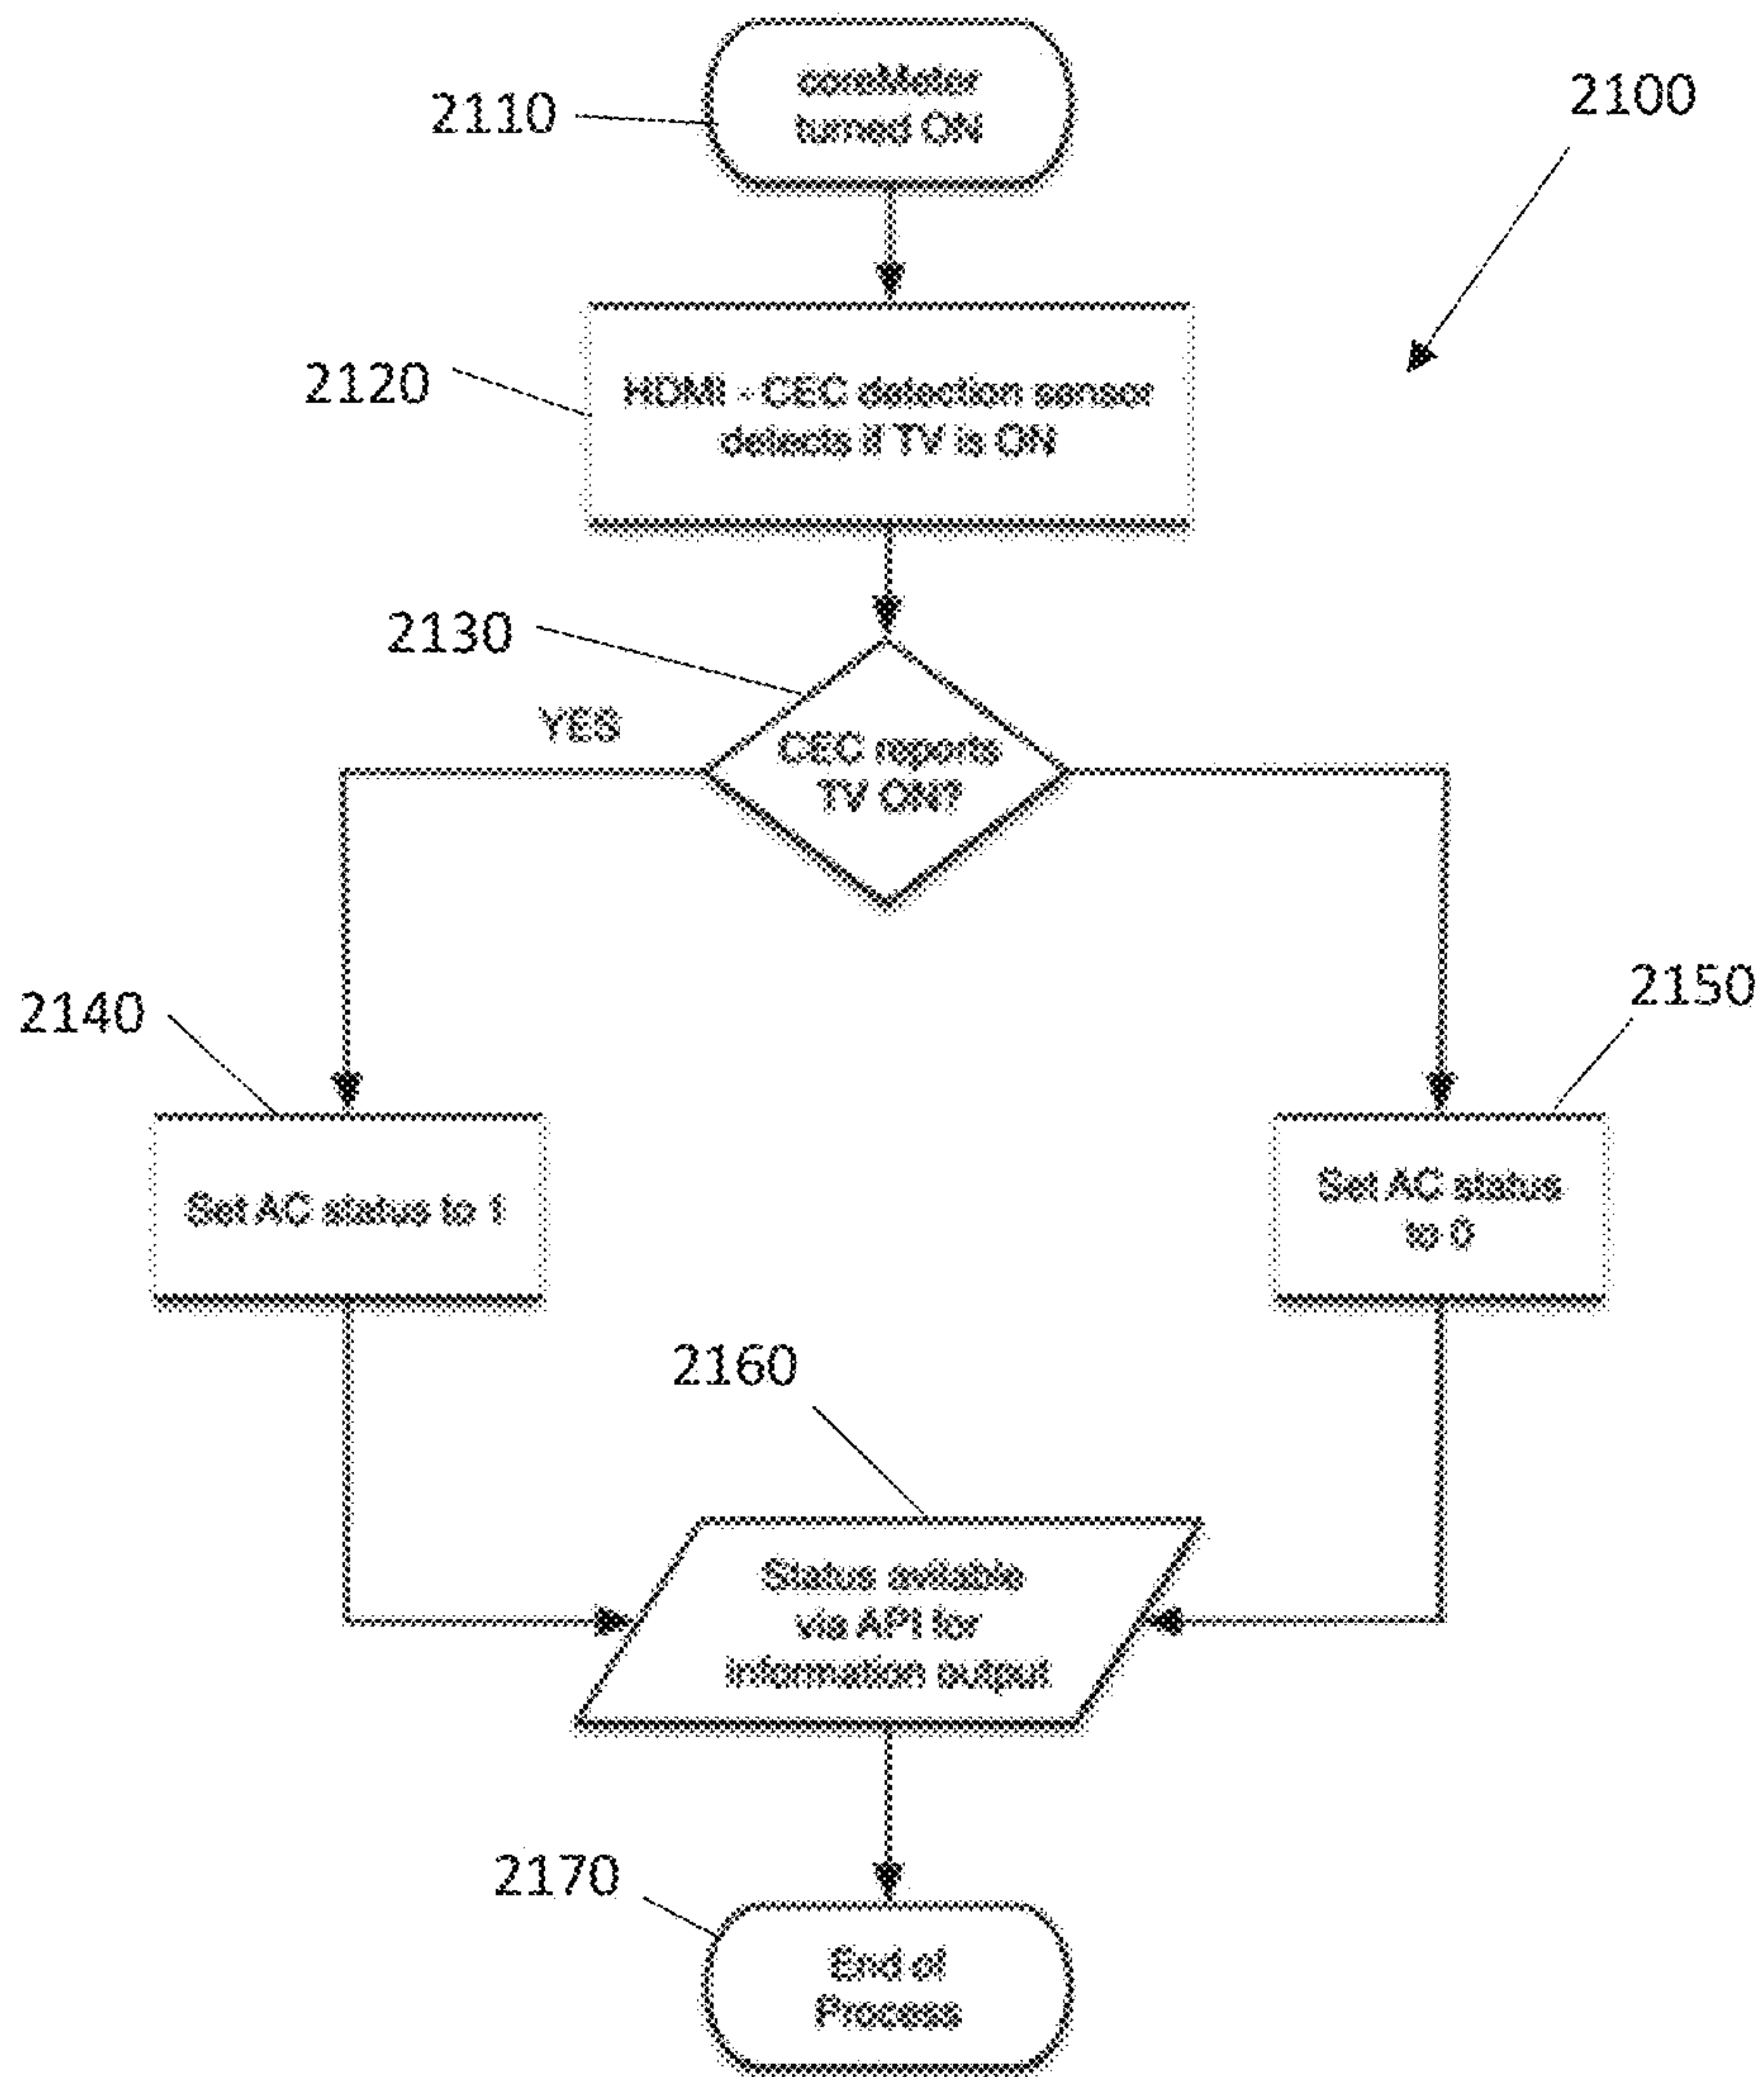 coreMeter
turned ON
2110
2100
2120
HDMI - CEC detection sensor
detects if TV is ON
2130
YES
CEC reports
TV ON?
2140
2150
Set AC status to 1
Set AC status
to 0
2160
Status avilable
via API for
information output
2170
End of
Process